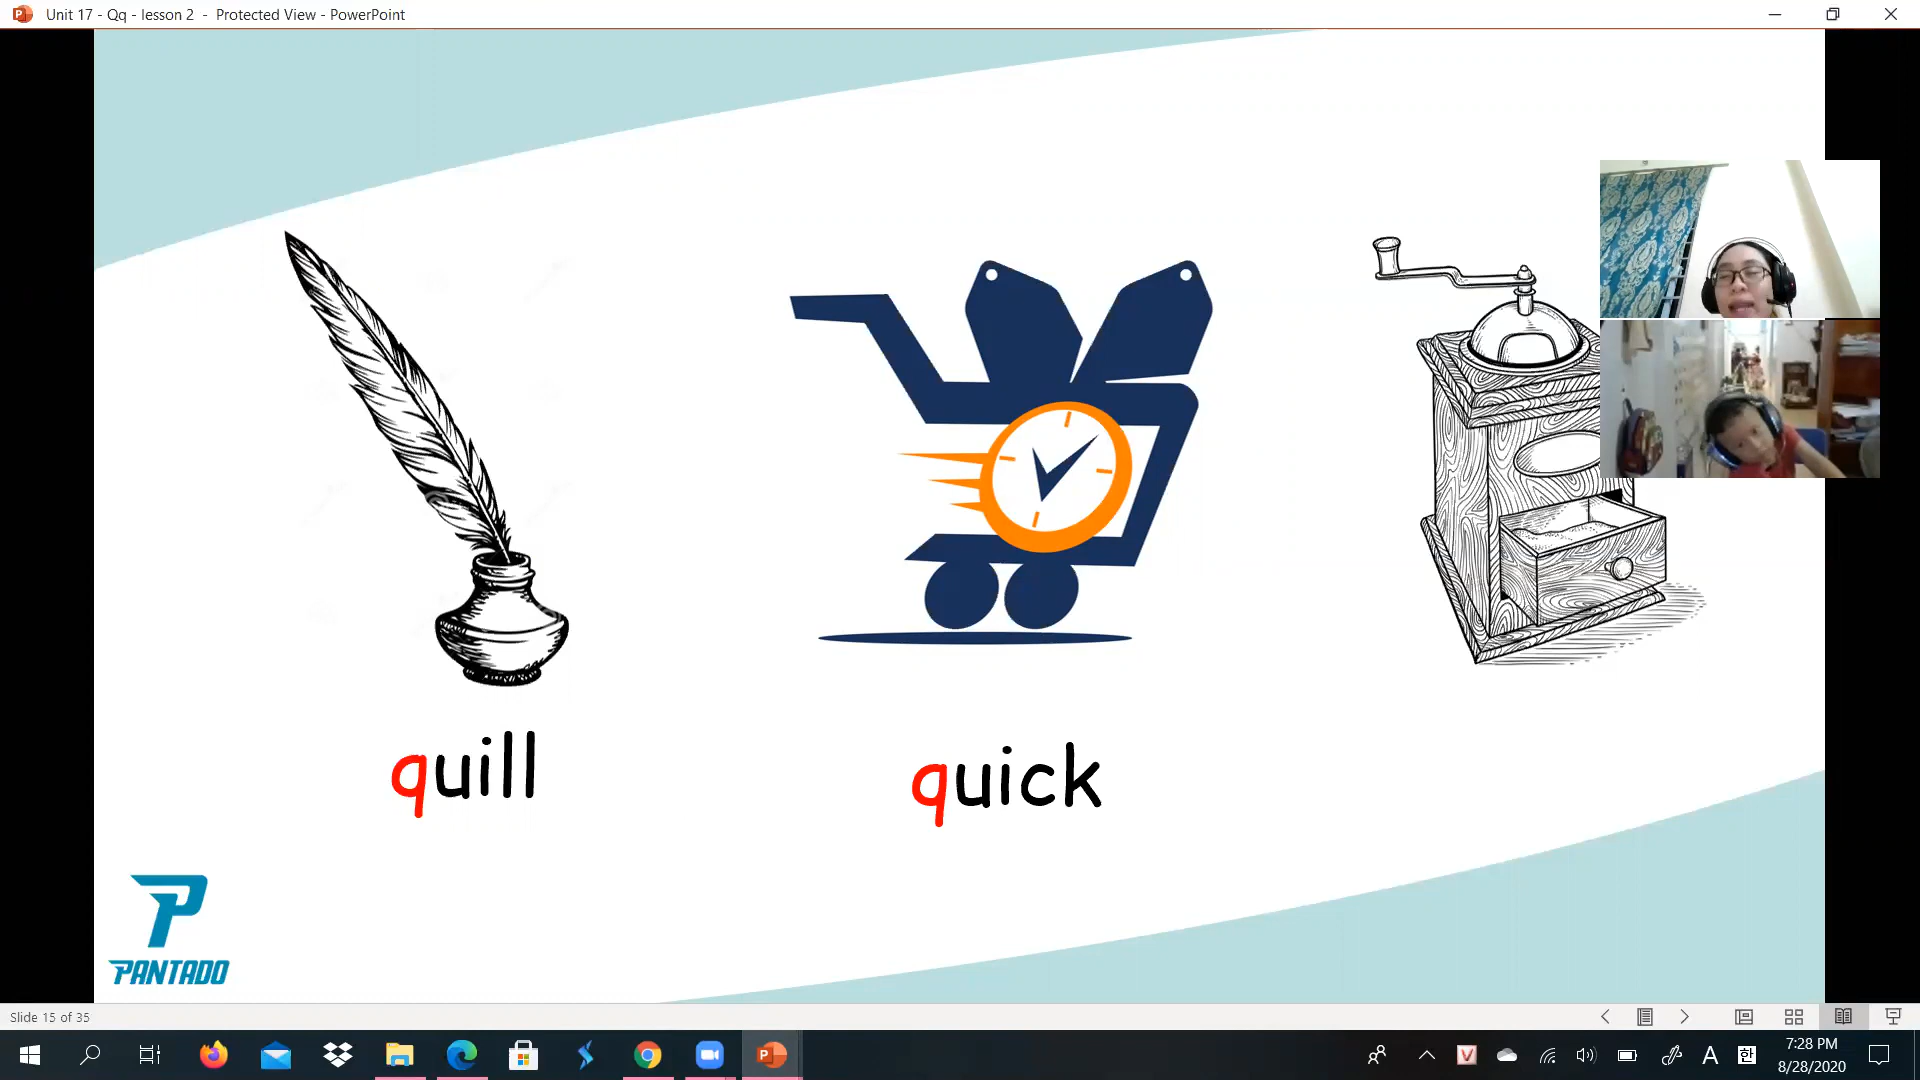 Unit 17 - Qq - lesson 2 - Protected View - PowerPoint
quill
quick
PANTADO
Slide 15 of 35
A
한
7:28 PM
8/28/2020